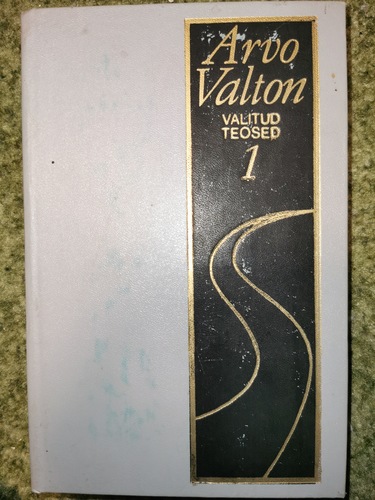 Arvo
Valton
VALITUD
TEOSED
1